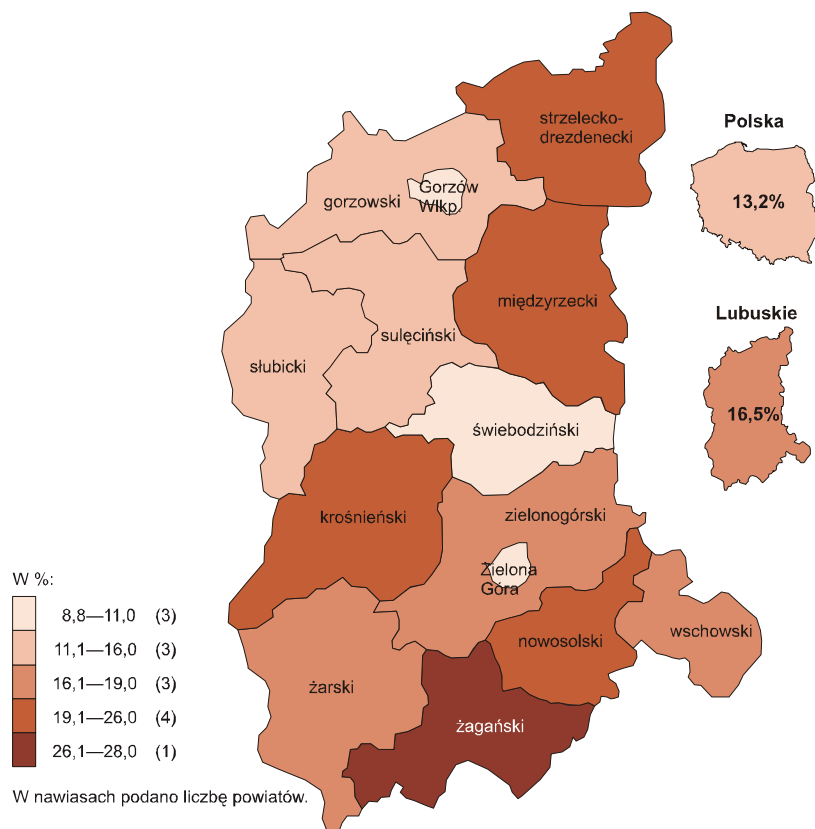 strzelecko-
drezdenecki
Polska
13,2%
gorzowski
Gorzów
Wlkp.
międzyrzecki
Lubuskie
16,5%
sulęciński
słubicki
świebodziński
krośnieński
zielonogórski
Zielona
Góra
wschowski
nowosolski
żarski
żagański
W %:
8,8—11,0 (3)
11,1—16,0 (3)
16,1—19,0 (3)
19,1—26,0 (4)
26,1—28,0 (1)
W nawiasach podano liczbę powiatów.